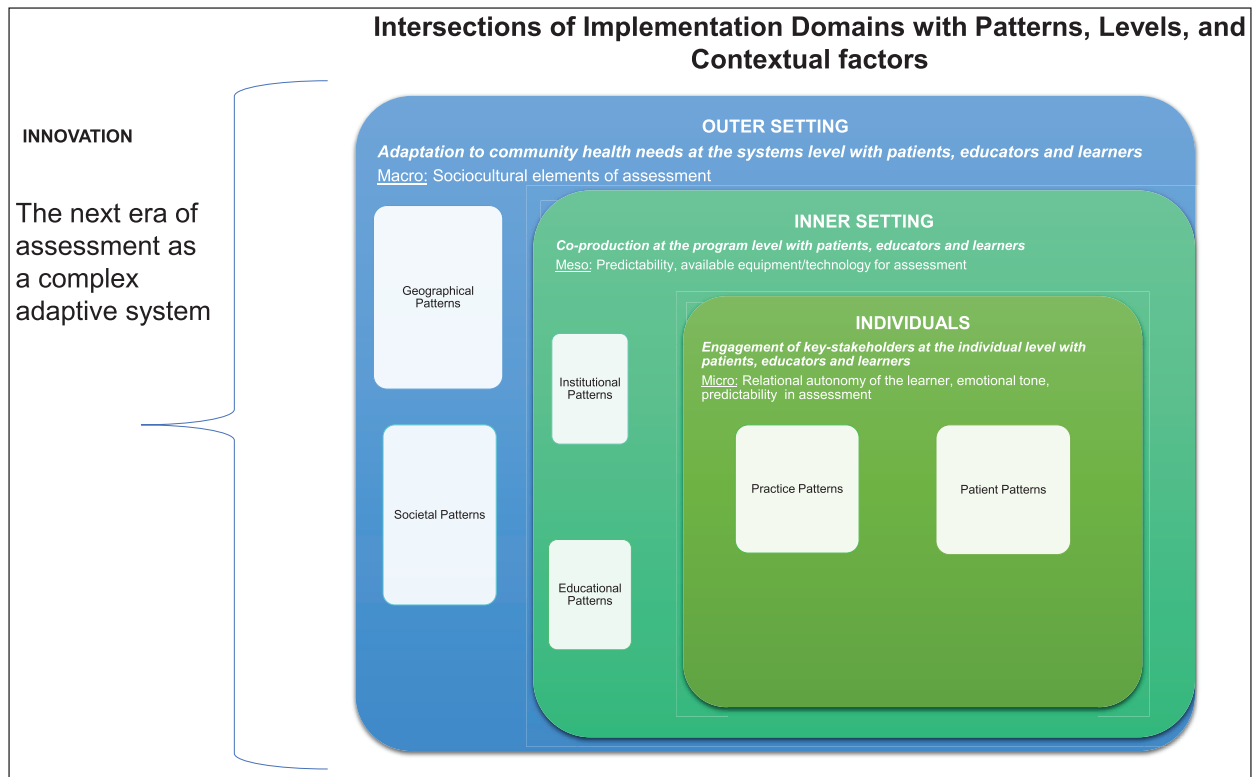 Intersections of Implementation Domains with Patterns, Levels, and
Contextual factors
INNOVATION
The next era of
assessment as
a complex
adaptive system
OUTER SETTING
Adaptation to community health needs at the systems level with patients, educators and learners
Macro: Sociocultural elements of assessment
Geographical
Patterns
Societal Patterns
INNER SETTING
Co-production at the program level with patients, educators and learners
Meso: Predictability, available equipment/technology for assessment
Institutional
Patterns
Educational
Patterns
INDIVIDUALS
Engagement of key-stakeholders at the individual level with
patients, educators and learners
Micro: Relational autonomy of the learner, emotional tone,
predictability in assessment
Practice Patterns
Patient Patterns